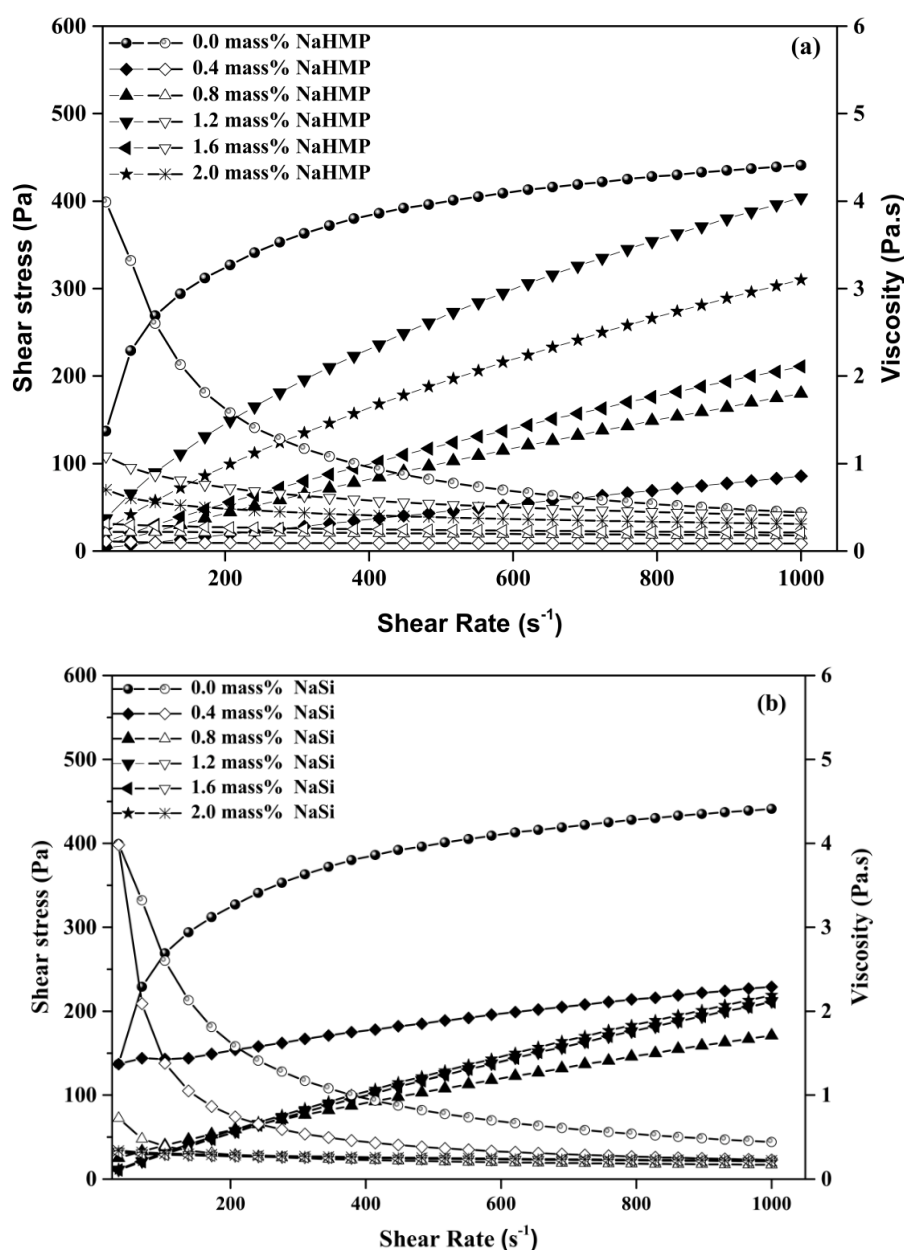 (a)
0.0 mass% NaHMP
0.4 mass% NaHMP
0.8 mass% NaHMP
1.2 mass% NaHMP
1.6 mass% NaHMP
2.0 mass% NaHMP
600
500
400
300
200
100
0
6
5
4
3
2
1
0
Shear stress (Pa)
Viscosity (Pa.s)
200 400 600 800 1000
Shear Rate (s⁻¹)
(b)
0.0 mass% NaSi
0.4 mass% NaSi
0.8 mass% NaSi
1.2 mass% NaSi
1.6 mass% NaSi
2.0 mass% NaSi
600
500
400
300
200
100
0
6
5
4
3
2
1
0
Shear stress (Pa)
Viscosity (Pa.s)
200 400 600 800 1000
Shear Rate (s⁻¹)